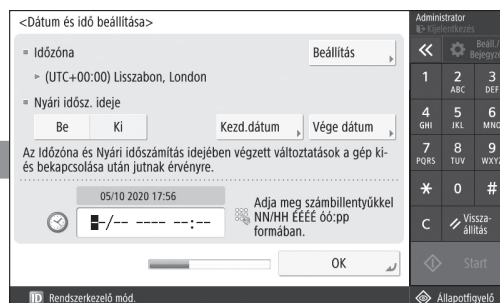 <Dátum és idő beállítása>
Időzóna
Beállítás
(UTC+00:00) Lisszabon, London
Nyári idősz. ideje
Be
Ki
Kezd.dátum
Vége dátum
Az Időzóna és Nyári időszámítás idejében végzett változtatások a gép ki-
és bekapcsolása után jutnak érvényre.
05/10 2020 17:56
-/-- ---- --:--
Adja meg számbillentyűkkel
NN/HH ÉÉÉÉ óó:pp
formában.
OK
ID Rendszerkezelő mód.
Administrator
Kijelentkezés
Beáll./
Bejegyzé
1
2
ABC
3
DEF
4
GHI
5
JKL
6
MNO
7
PQRS
8
TUV
9
WXYZ
*
0
#
C
Vissza-
állítás
Start
Állapotfigyelő